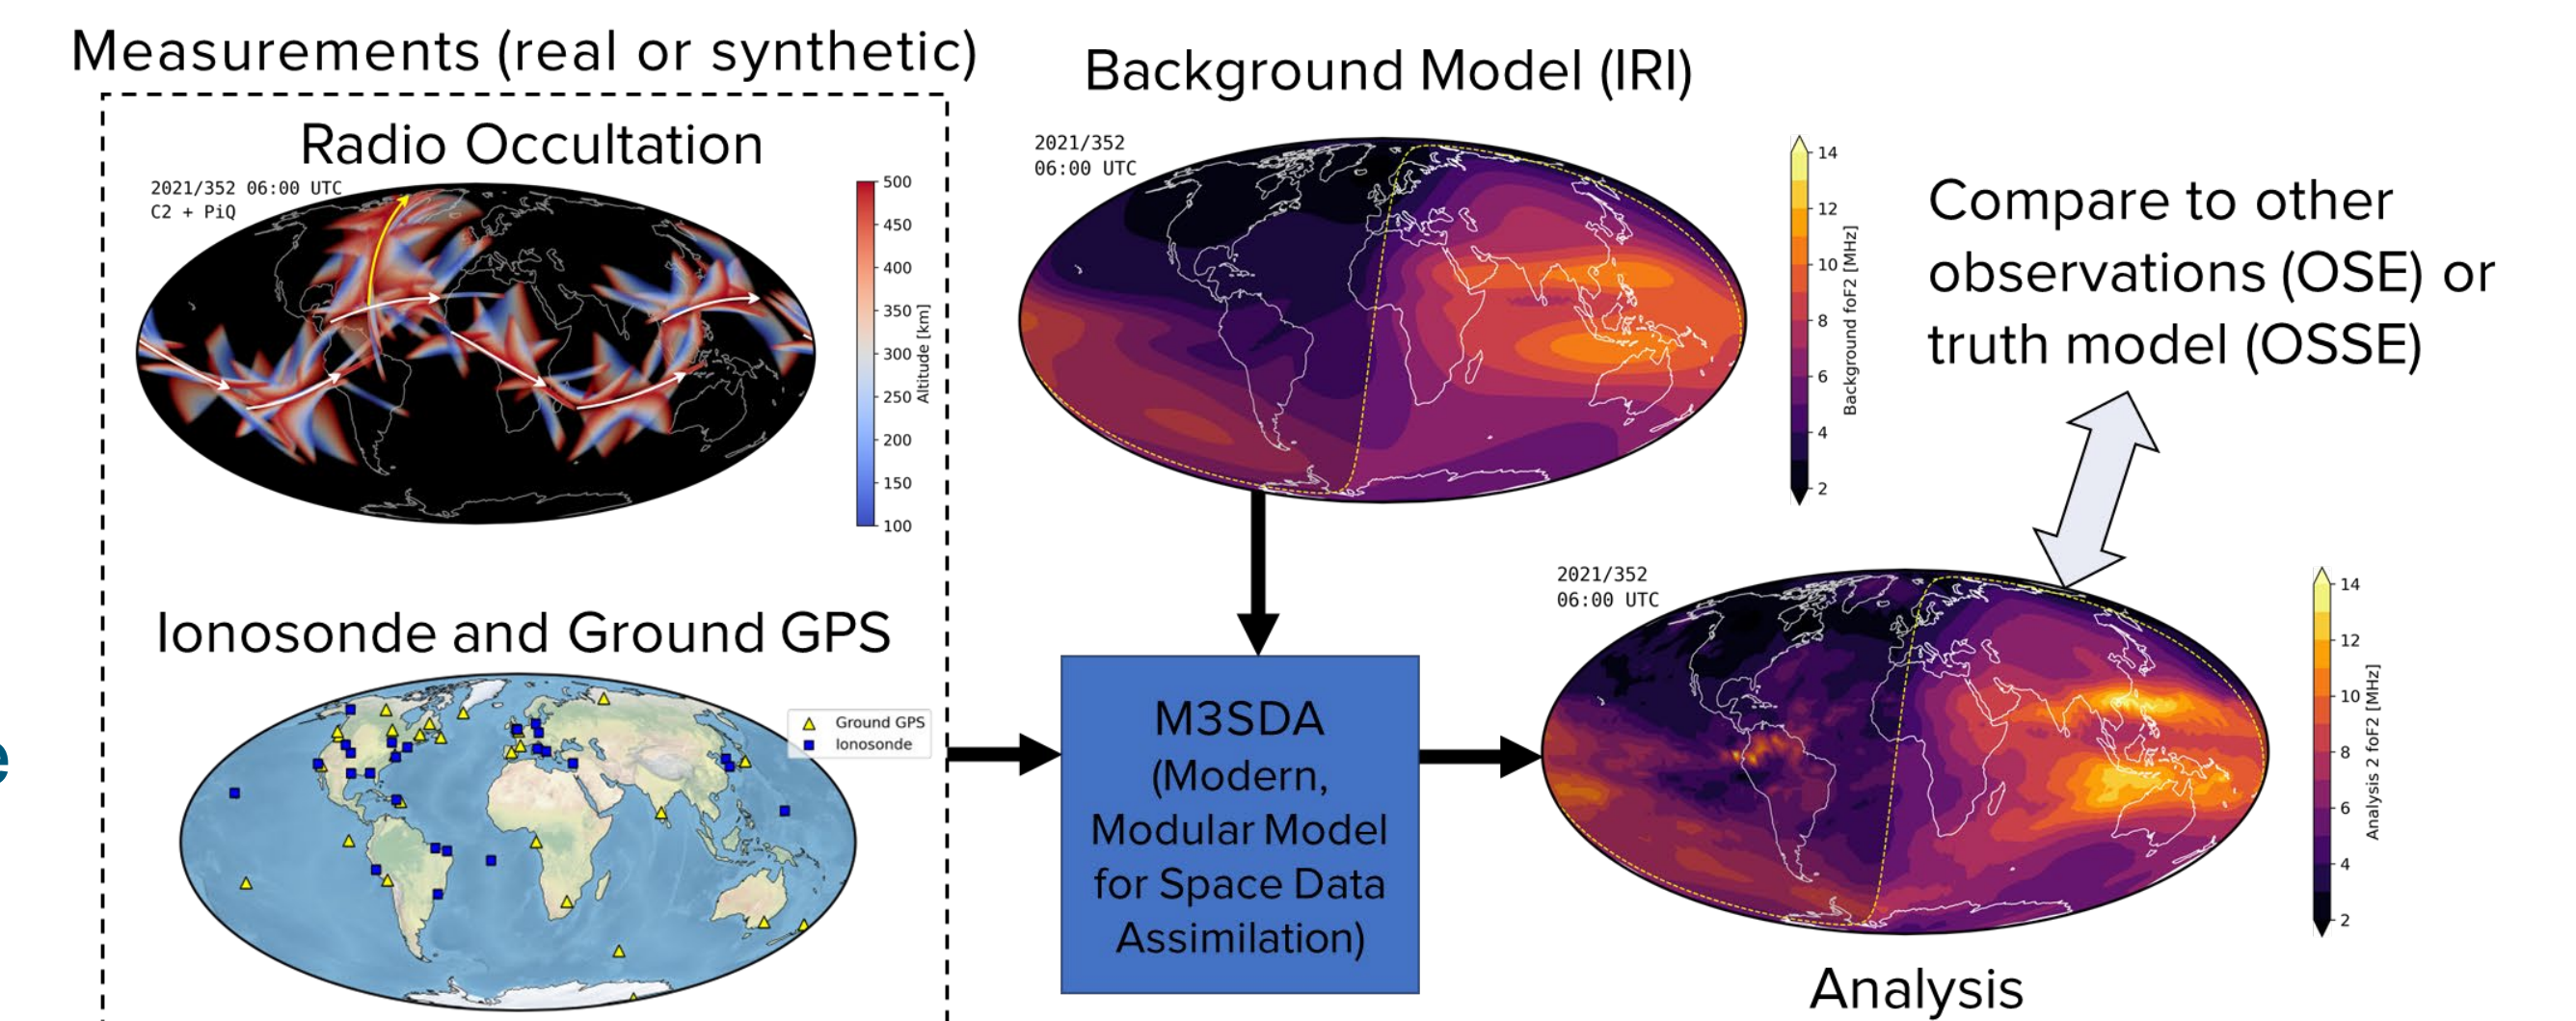 Measurements (real or synthetic)
Radio Occultation
2021/352 06:00 UTC
C2 + PiQ
500
450
400
350
300
250
200
150
100
Altitude [km]
Ionosonde and Ground GPS
Ground GPS
Ionosonde
Background Model (IRI)
2021/352
06:00 UTC
14
12
10
8
6
4
2
Background foF2 [MHz]
M3SDA
(Modern,
Modular Model
for Space Data
Assimilation)
Compare to other
observations (OSE) or
truth model (OSSE)
2021/352
06:00 UTC
14
12
10
8
6
4
2
Analysis 2 foF2 [MHz]
Analysis
e